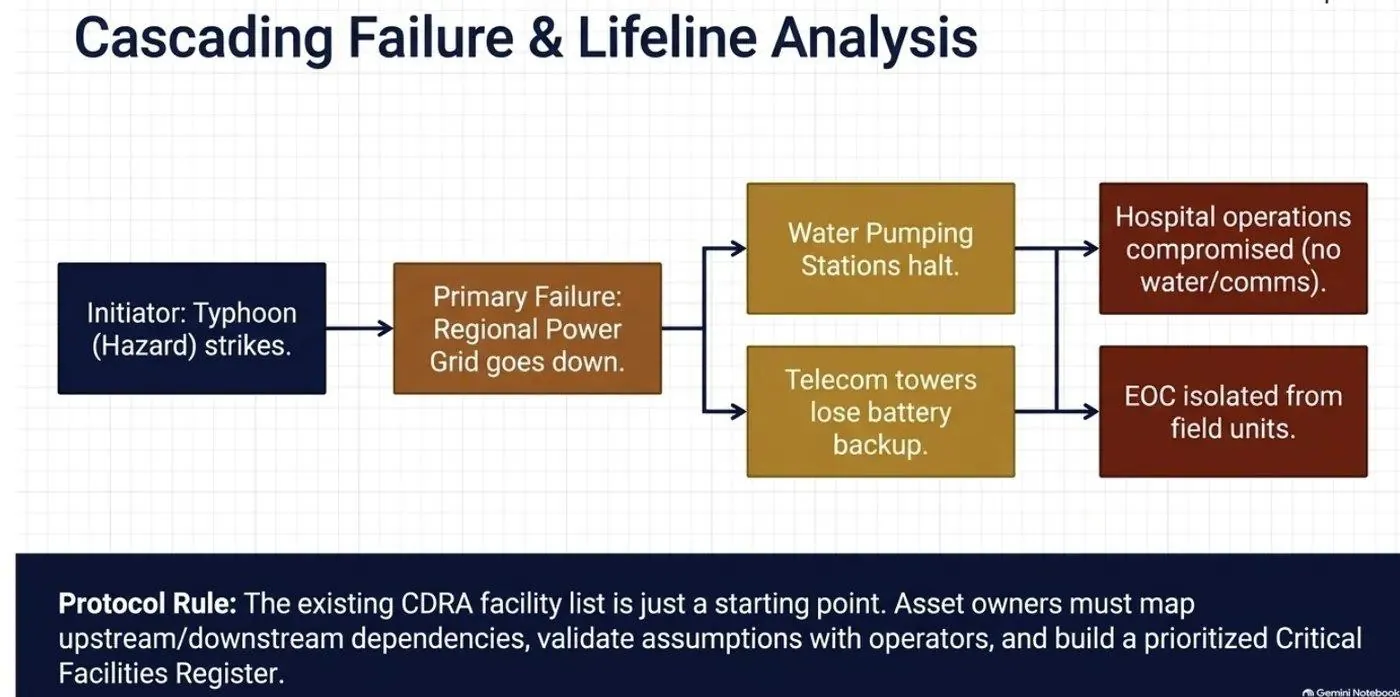 Cascading Failure & Lifeline Analysis
Initiator: Typhoon
(Hazard) strikes.
Primary Failure:
Regional Power
Grid goes down.
Water Pumping
Stations halt.
Telecom towers
lose battery
backup.
Hospital operations
compromised (no
water/comms).
EOC isolated from
field units.
Protocol Rule: The existing CDRA facility list is just a starting point. Asset owners must map
upstream/downstream dependencies, validate assumptions with operators, and build a prioritized Critical
Facilities Register.
Gemini Notebook